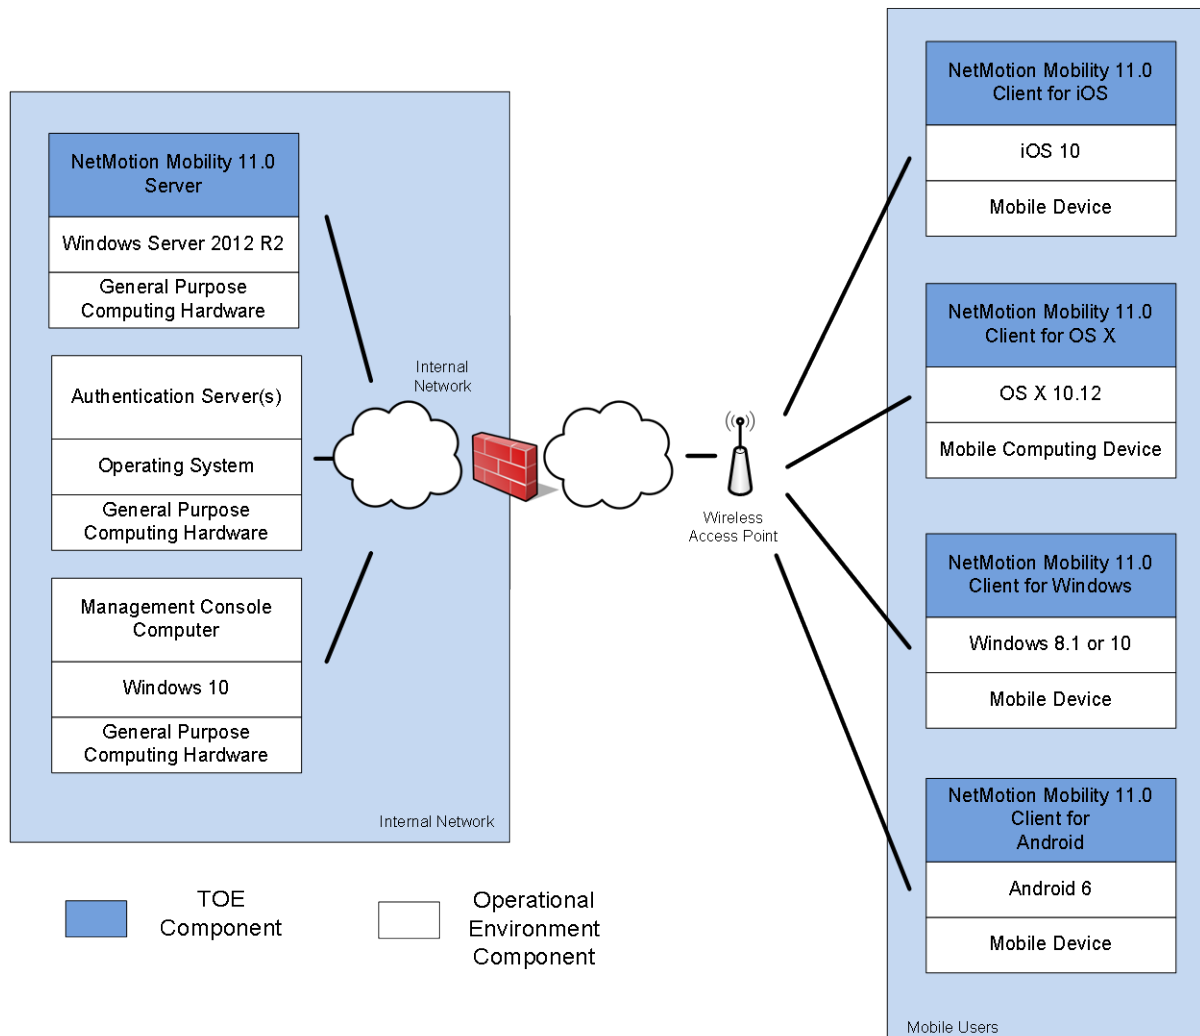 NetMotion Mobility 11.0
Server
Windows Server 2012 R2
General Purpose
Computing Hardware
Authentication Server(s)
Operating System
General Purpose
Computing Hardware
Management Console
Computer
Windows 10
General Purpose
Computing Hardware
Internal
Network
Internal Network
Wireless
Access Point
NetMotion Mobility 11.0
Client for iOS
iOS 10
Mobile Device
NetMotion Mobility 11.0
Client for OS X
OS X 10.12
Mobile Computing Device
NetMotion Mobility 11.0
Client for Windows
Windows 8.1 or 10
Mobile Device
NetMotion Mobility 11.0
Client for
Android
Android 6
Mobile Device
Mobile Users
TOE
Component
Operational
Environment
Component